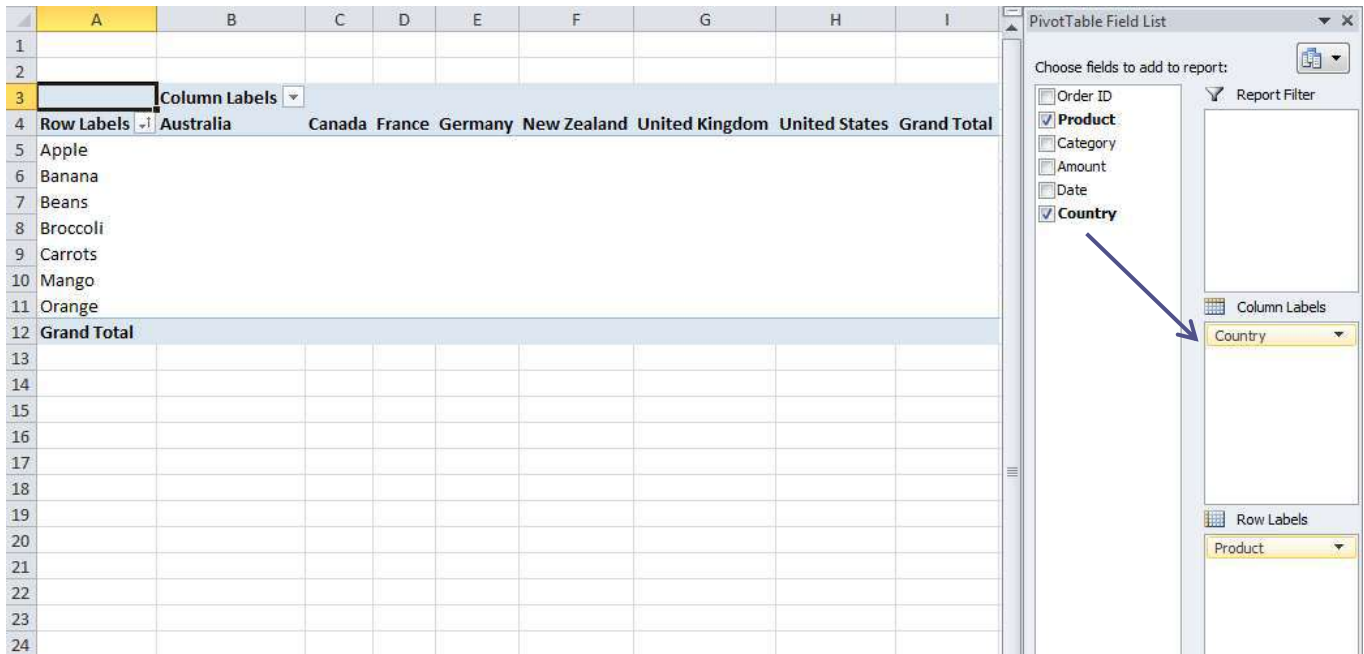 A B C D E F G H I
1
2
3 Column Labels
4 Row Labels Australia Canada France Germany New Zealand United Kingdom United States Grand Total
5 Apple
6 Banana
7 Beans
8 Broccoli
9 Carrots
10 Mango
11 Orange
12 Grand Total
13
14
15
16
17
18
19
20
21
22
23
24
PivotTable Field List
Choose fields to add to report:
Order ID
Product
Category
Amount
Date
Country
Report Filter
Column Labels
Country
Row Labels
Product